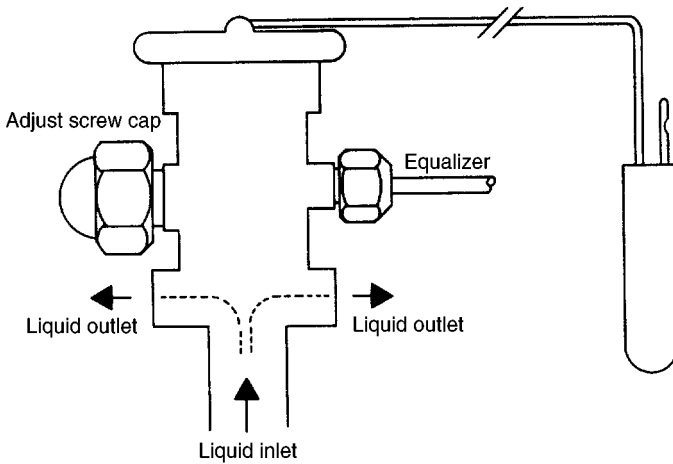 Adjust screw cap
Equalizer
Liquid outlet
Liquid outlet
Liquid inlet